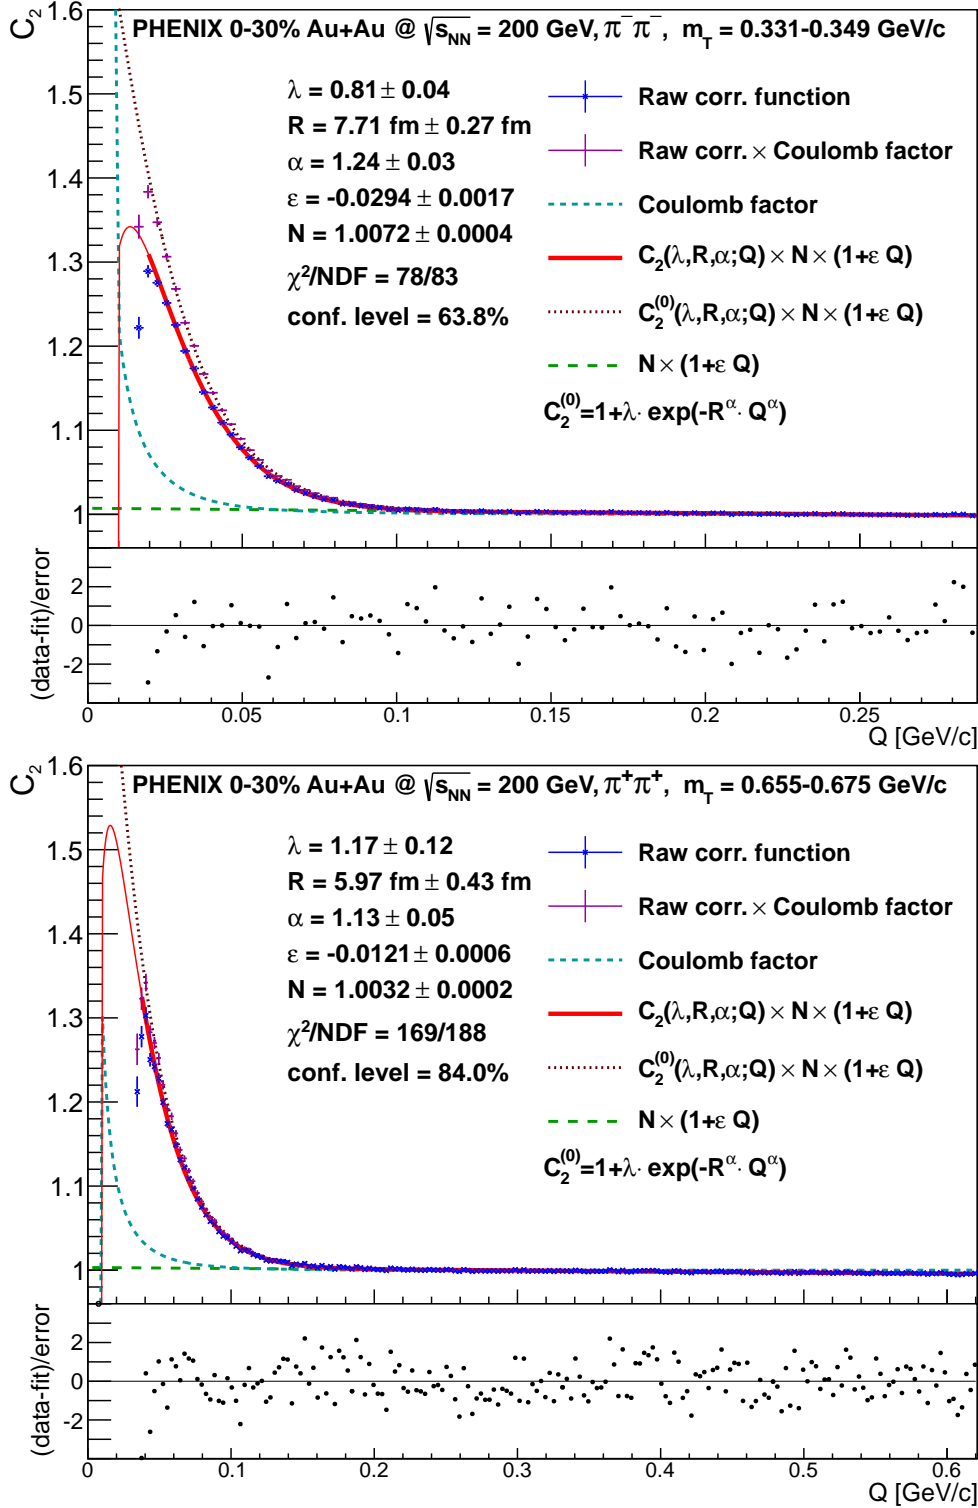 C₂
PHENIX 0-30% Au+Au @ √sNN = 200 GeV, π⁻π⁻, mT = 0.331-0.349 GeV/c
λ = 0.81 ± 0.04
R = 7.71 fm ± 0.27 fm
α = 1.24 ± 0.03
ε = -0.0294 ± 0.0017
N = 1.0072 ± 0.0004
χ²/NDF = 78/83
conf. level = 63.8%
Raw corr. function
Raw corr. × Coulomb factor
Coulomb factor
C₂(λ,R,α;Q) × N × (1+ε Q)
C₂⁽⁰⁾(λ,R,α;Q) × N × (1+ε Q)
N × (1+ε Q)
C₂⁽⁰⁾=1+λ· exp(-Rᵅ· Qᵅ)
1.6
1.5
1.4
1.3
1.2
1.1
1
(data-fit)/error
2
0
-2
0 0.05 0.1 0.15 0.2 0.25
Q [GeV/c]
C₂
PHENIX 0-30% Au+Au @ √sNN = 200 GeV, π⁺π⁺, mT = 0.655-0.675 GeV/c
λ = 1.17 ± 0.12
R = 5.97 fm ± 0.43 fm
α = 1.13 ± 0.05
ε = -0.0121 ± 0.0006
N = 1.0032 ± 0.0002
χ²/NDF = 169/188
conf. level = 84.0%
Raw corr. function
Raw corr. × Coulomb factor
Coulomb factor
C₂(λ,R,α;Q) × N × (1+ε Q)
C₂⁽⁰⁾(λ,R,α;Q) × N × (1+ε Q)
N × (1+ε Q)
C₂⁽⁰⁾=1+λ· exp(-Rᵅ· Qᵅ)
1.6
1.5
1.4
1.3
1.2
1.1
1
(data-fit)/error
2
0
-2
0 0.1 0.2 0.3 0.4 0.5 0.6
Q [GeV/c]